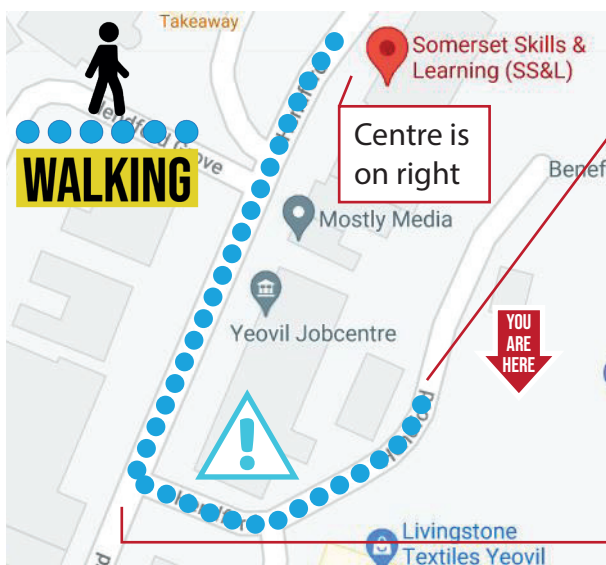 Takeaway
Somerset Skills &
Learning (SS&L)
Centre is
on right
WALKING
Benef
Mostly Media
Yeovil Jobcentre
YOU
ARE
HERE
Livingstone
Textiles Yeovil